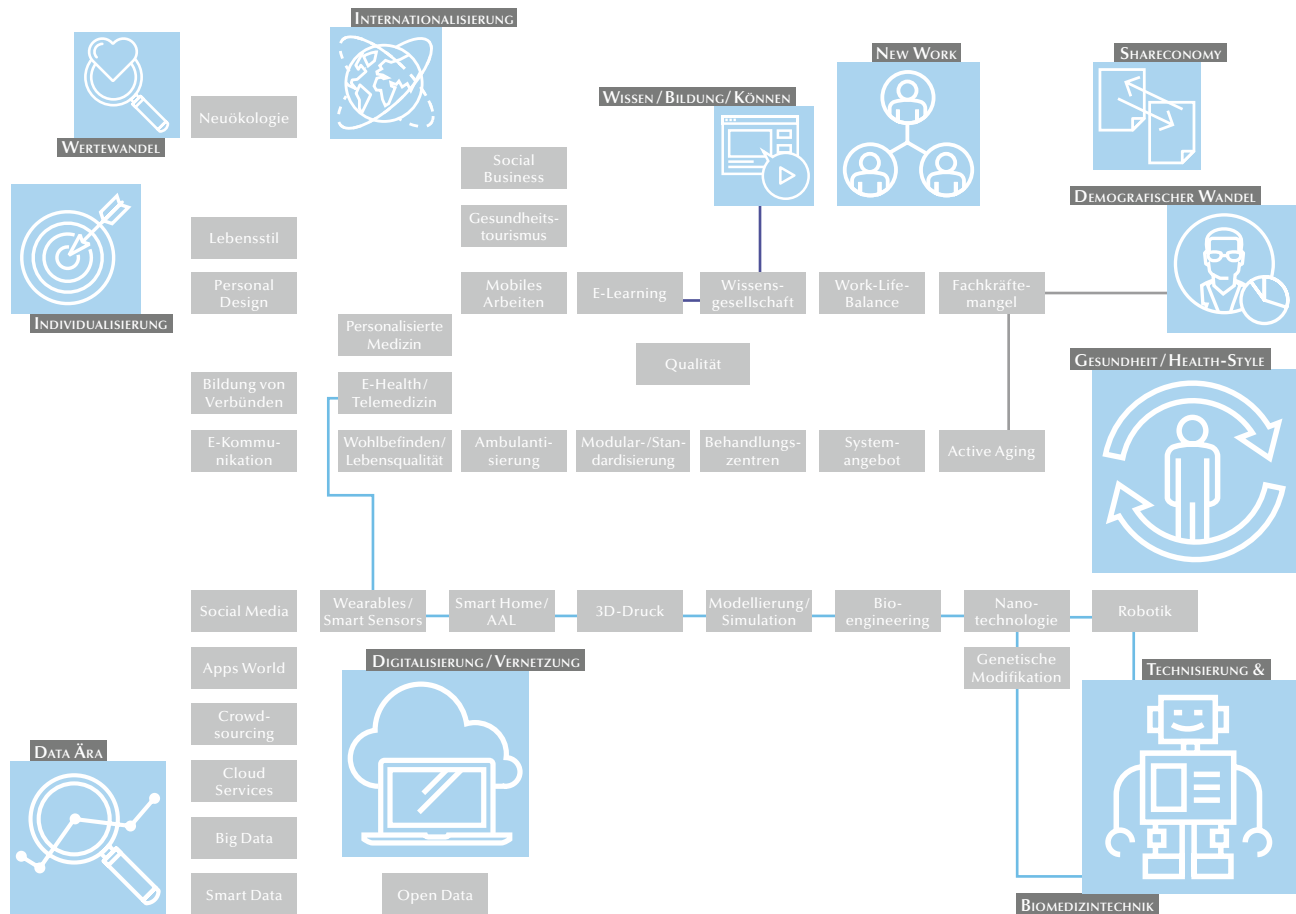 Internationalisierung
New Work
Shareconomy
Wissen / Bildung / Können
Neuökologie
Wertewandel
Social
Business
Demografischer Wandel
Gesundheits-
tourismus
Lebensstil
Personal
Design
Mobiles
Arbeiten
E-Learning
Wissens-
gesellschaft
Work-Life-
Balance
Fachkräfte-
mangel
Individualisierung
Personalisierte
Medizin
Qualität
Gesundheit / Health-Style
Bildung von
Verbünden
E-Health /
Telemedizin
E-Kommu-
nikation
Wohlbefinden/
Lebensqualität
Ambulanti-
sierung
Modular-/Stan-
dardisierung
Behandlungs-
zentren
System-
angebot
Active Aging
Social Media
Wearables/
Smart Sensors
Smart Home/
AAL
3D-Druck
Modellierung/
Simulation
Bio-
engineering
Nano-
technologie
Robotik
Apps World
Digitalisierung / Vernetzung
Genetische
Modifikation
Technisierung &
Crowd-
sourcing
Data Ära
Cloud
Services
Big Data
Smart Data
Open Data
Biomedizintechnik